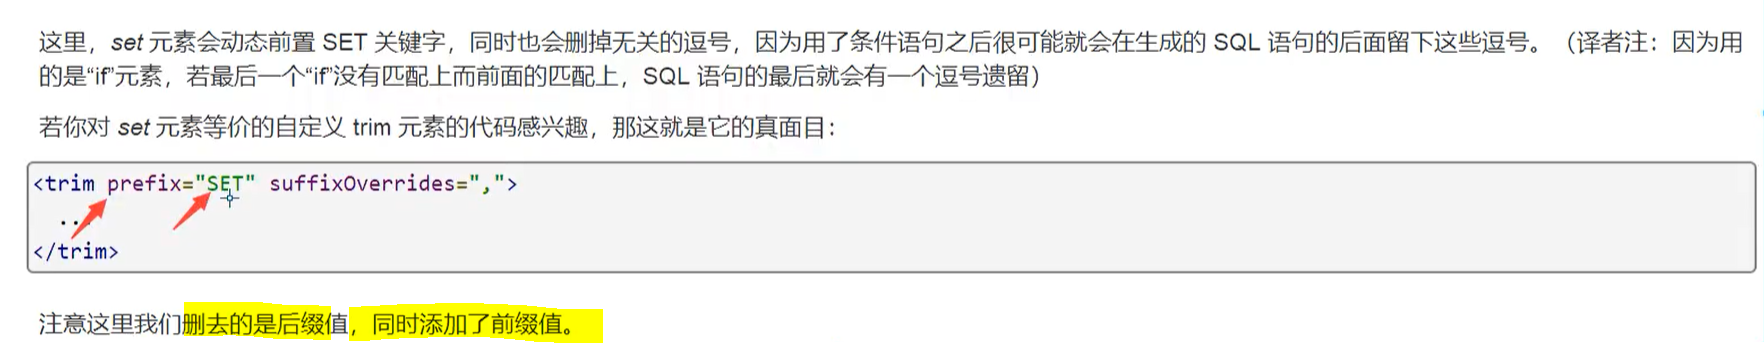 这里，set 元素会动态前置 SET 关键字，同时也会删掉无关的逗号，因为用了条件语句之后很可能就会在生成的 SQL 语句的后面留下这些逗号。（译者注：因为用
的是“if”元素，若最后一个“if”没有匹配上而前面的匹配上，SQL 语句的最后就会有一个逗号遗留）
若你对 set 元素等价的自定义 trim 元素的代码感兴趣，那这就是它的真面目：
<trim prefix="SET" suffixOverrides=",">
...
</trim>
注意这里我们删去的是后缀值，同时添加了前缀值。